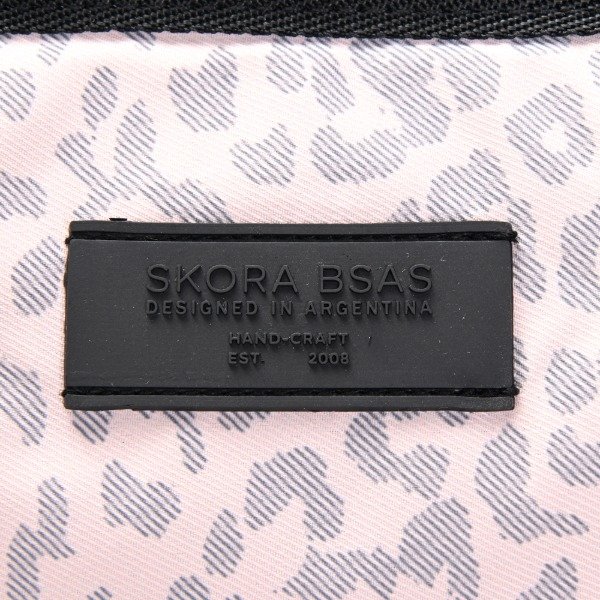 SKORA BSAS
DESIGNED IN ARGENTINA
HAND-CRAFT
EST. 2008